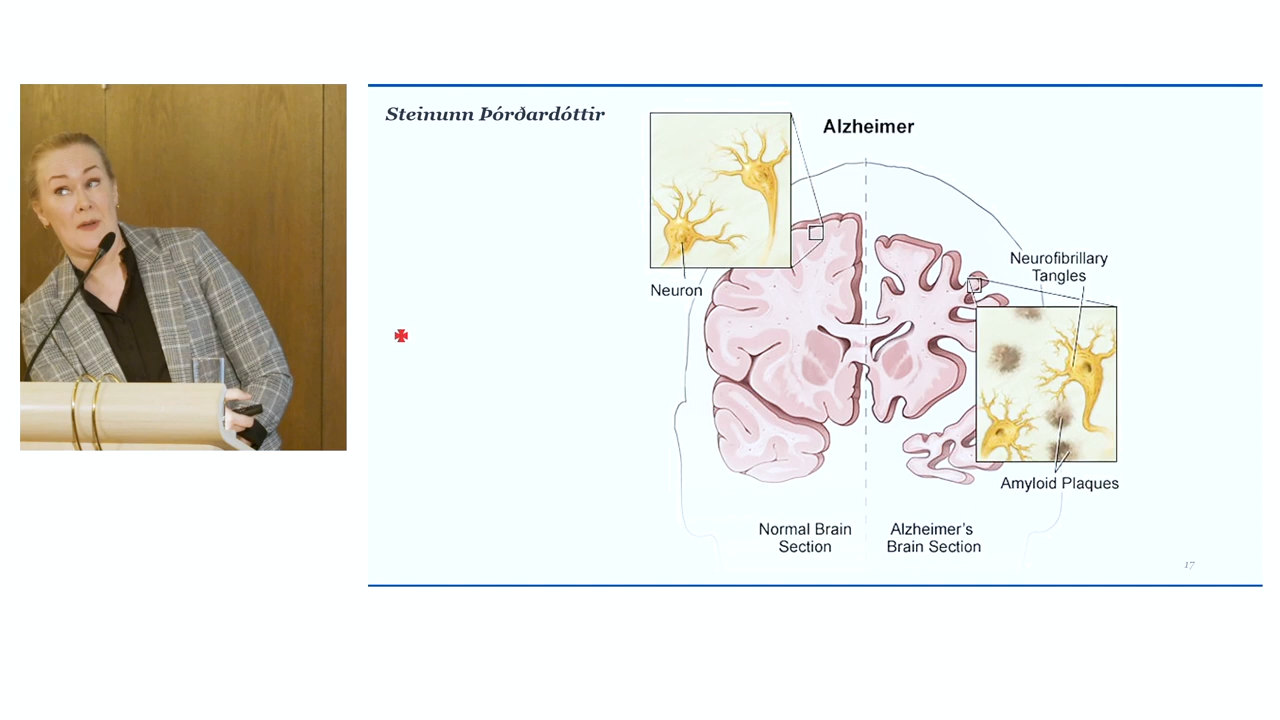 Steinunn Þórðardóttir
Alzheimer
Neuron
Neurofibrillary
Tangles
Amyloid Plaques
Normal Brain
Section
Alzheimer's
Brain Section
17